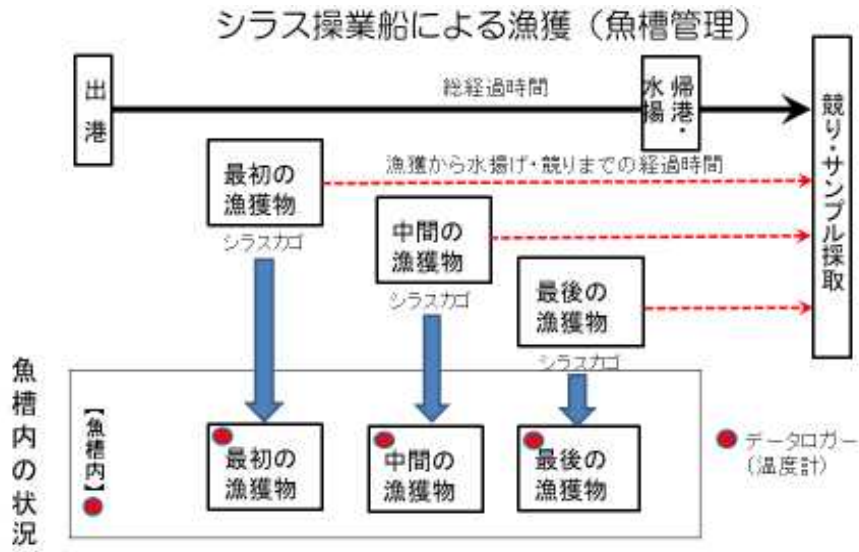 シラス操業船による漁獲（魚槽管理）
出港
総経過時間
帰港・
水揚
競り・サンプル採取
最初の
漁獲物
漁獲から水揚げ・競りまでの経過時間
シラスカゴ
中間の
漁獲物
シラスカゴ
最後の
漁獲物
シラスカゴ
魚槽内の状況
【魚槽内】
最初の
漁獲物
中間の
漁獲物
最後の
漁獲物
データロガー
（温度計）